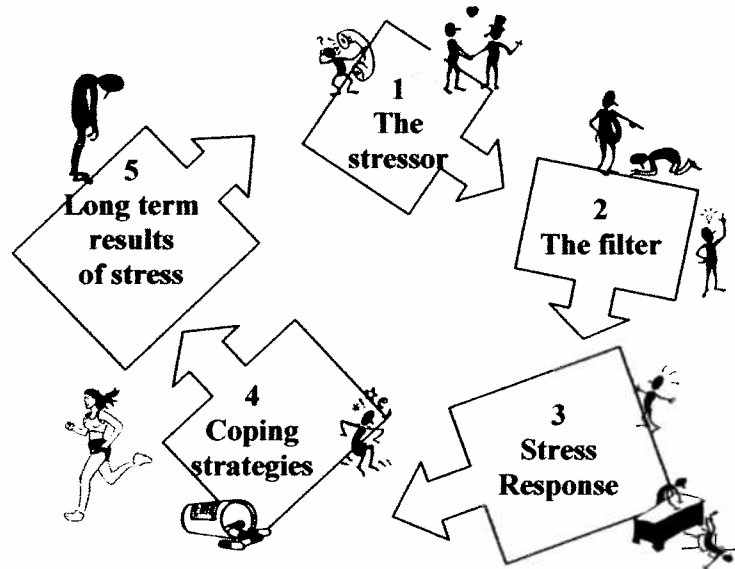 1
The
stressor
2
The filter
3
Stress
Response
4
Coping
strategies
5
Long term
results
of stress